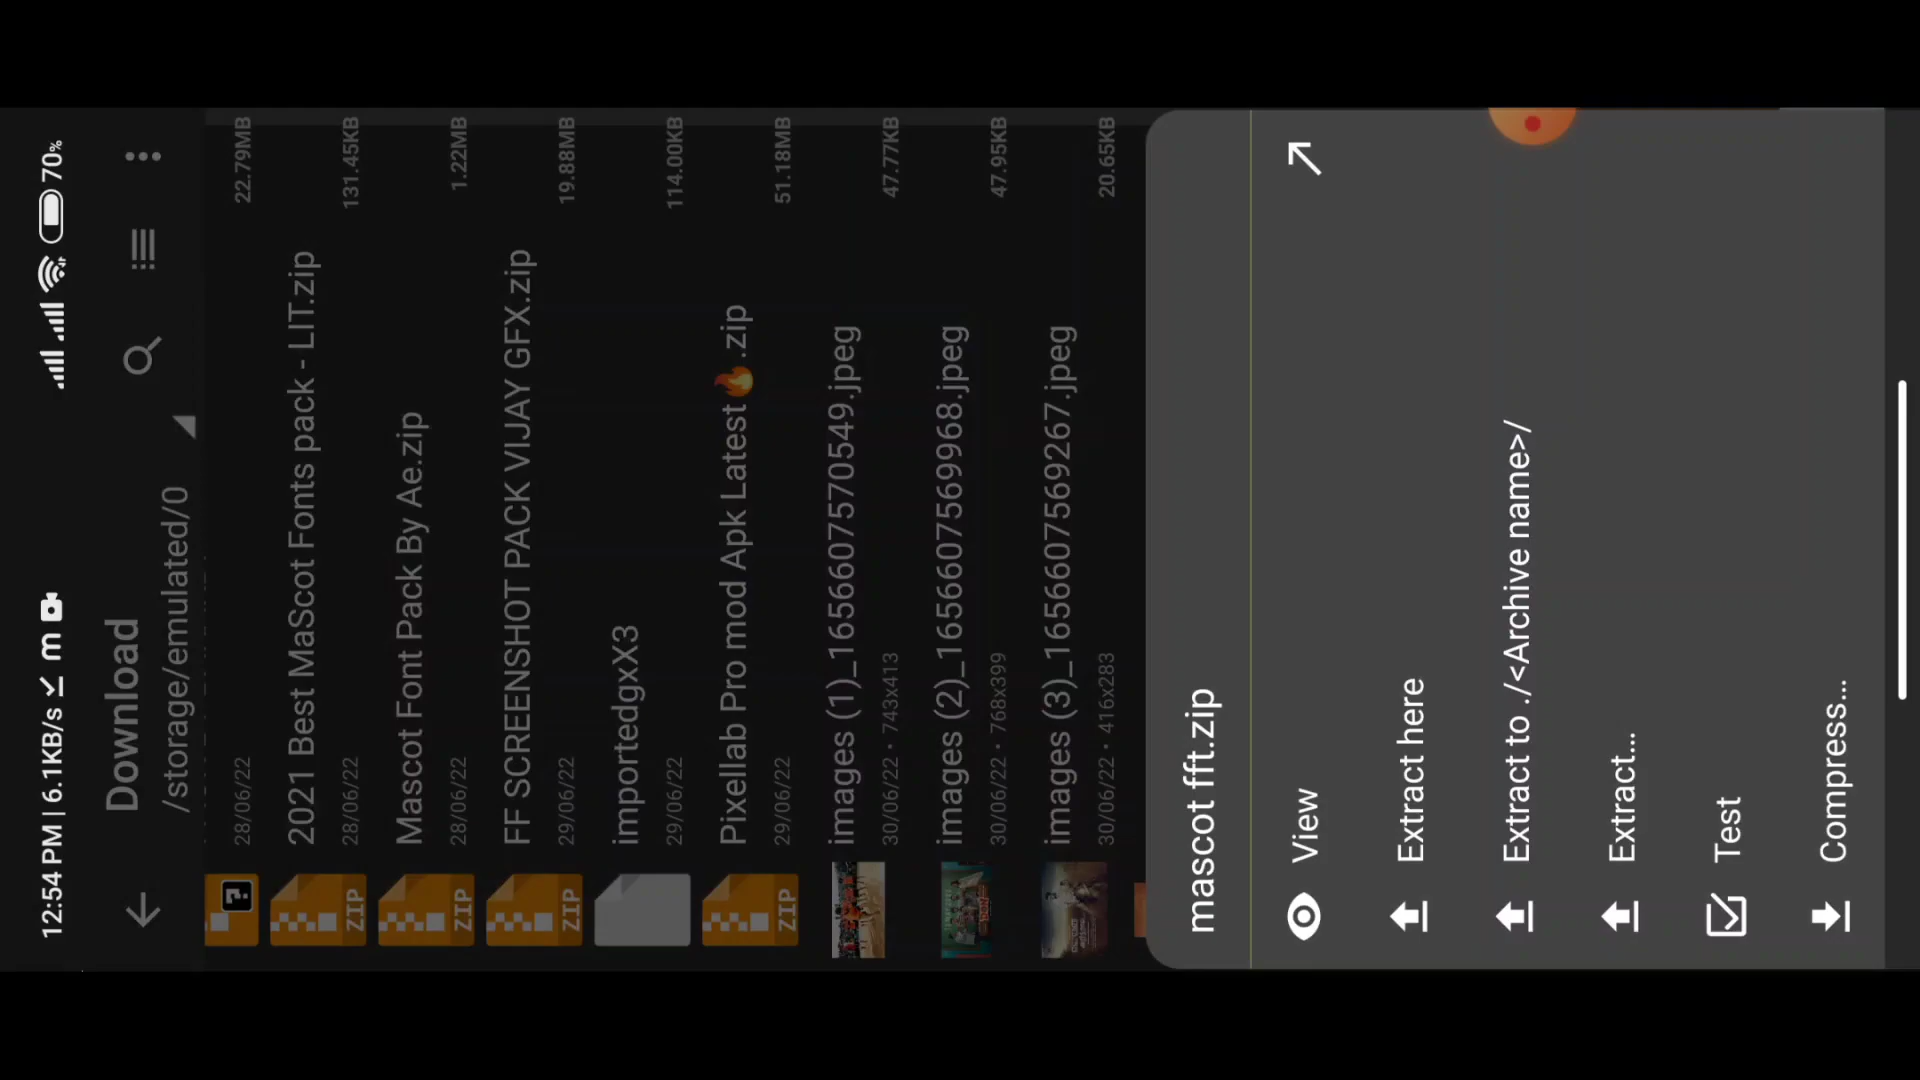 12:54 PM | 6.1KB/s m 70%
Download
/storage/emulated/0
28/06/22 22.79MB
2021 Best MaScot Fonts pack - LIT.zip
28/06/22 131.45KB
Mascot Font Pack By Ae.zip
28/06/22 1.22MB
FF SCREENSHOT PACK VIJAY GFX.zip
29/06/22 19.88MB
importedgxX3
29/06/22 114.00KB
Pixellab Pro mod Apk Latest🔥.zip
29/06/22 51.18MB
images (1)_1656607570549.jpeg
30/06/22 • 743x413 47.77KB
images (2)_1656607569968.jpeg
30/06/22 • 768x399 47.95KB
images (3)_1656607569267.jpeg
30/06/22 • 416x283 20.65KB
ZIP
ZIP
ZIP
ZIP
mascot fft.zip
View
Extract here
Extract to ./<Archive name>/
Extract...
Test
Compress...